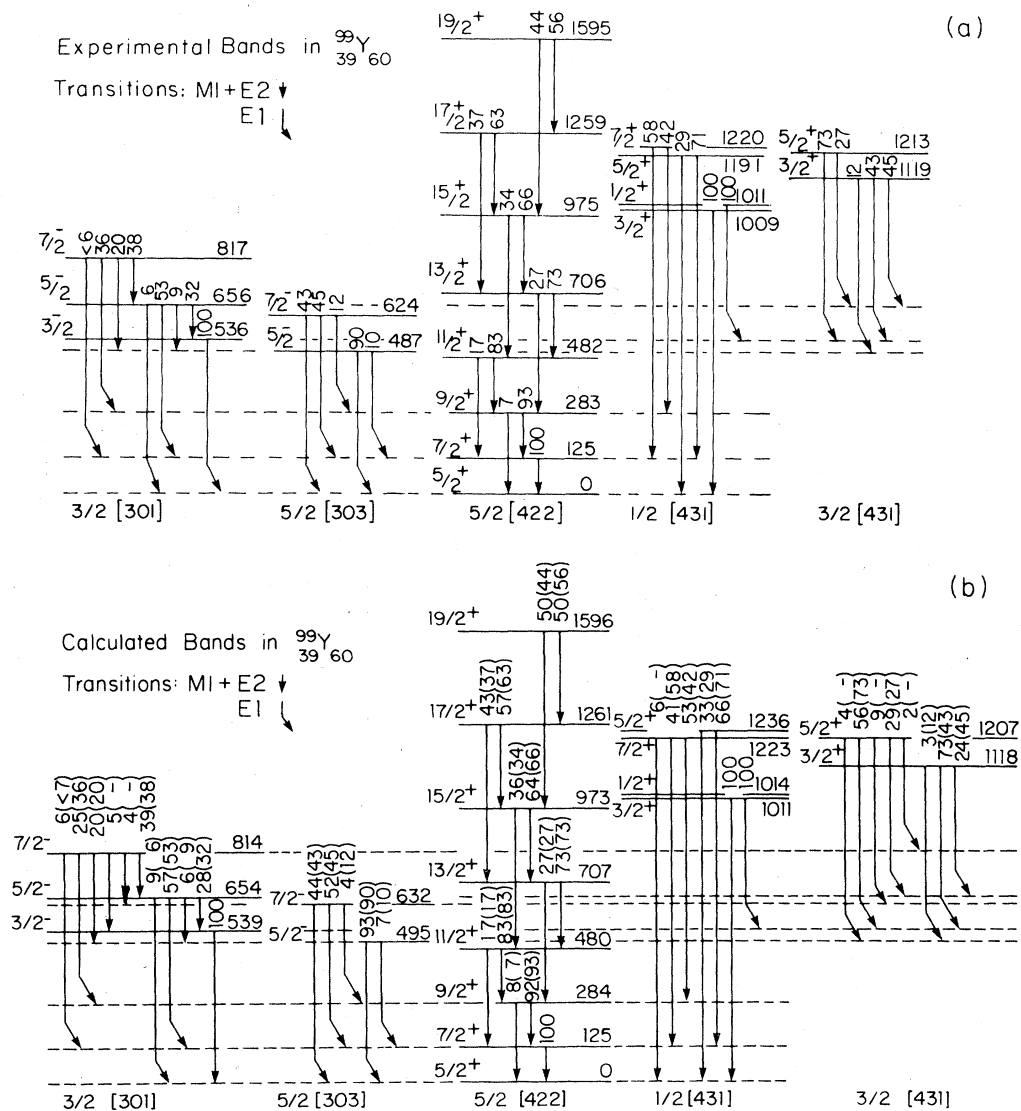 (a)
Experimental Bands in ⁹⁹₃₉Y₆₀
Transitions: M1+E2
E1
19/2⁺ 44 56 1595
17/2⁺ 37 63 1259
7/2⁺ 58 42 29 71 1220
5/2⁺ 1191
1/2⁺ 100 100 1011
3/2⁺ 1009
5/2⁺ 73 27 1213
3/2⁺ 12 43 45 1119
15/2⁺ 34 66 975
7/2⁻ <6 36 20 38 817
13/2⁺ 27 73 706
5/2⁻ 6 53 9 32 656
7/2⁻ 43 45 12 624
3/2⁻ 100 536
5/2⁻ 90 10 487
11/2⁺ 17 83 482
9/2⁺ 7 93 283
7/2⁺ 100 125
5/2⁺ 0
3/2 [301] 5/2 [303] 5/2 [422] 1/2 [431] 3/2 [431]
(b)
Calculated Bands in ⁹⁹₃₉Y₆₀
Transitions: M1+E2
E1
19/2⁺ 50(44) 50(56) 1596
17/2⁺ 43(37) 57(63) 1261
5/2⁺ 6( -) 41(58) 53(42) 33(29) 66(71) 1236
7/2⁺ 1223
1/2⁺ 100 100 1014
3/2⁺ 1011
5/2⁺ 4( -) 56(73) 9( -) 29(27) 2( -) 1207
3/2⁺ 3(12) 73(43) 24(45) 1118
15/2⁺ 36(34) 64(66) 973
7/2⁻ 6(<7) 25(36) 20(20) 5( -) 4( -) 39(38) 814
13/2⁺ 27(27) 73(73) 707
5/2⁻ 9( 6) 57(53) 6( 9) 28(32) 654
7/2⁻ 44(43) 52(45) 4(12) 632
3/2⁻ 100 539
5/2⁻ 93(90) 7(10) 495
11/2⁺ 17(17) 83(83) 480
9/2⁺ 8( 7) 92(93) 284
7/2⁺ 100 125
5/2⁺ 0
3/2 [301] 5/2 [303] 5/2 [422] 1/2 [431] 3/2 [431]